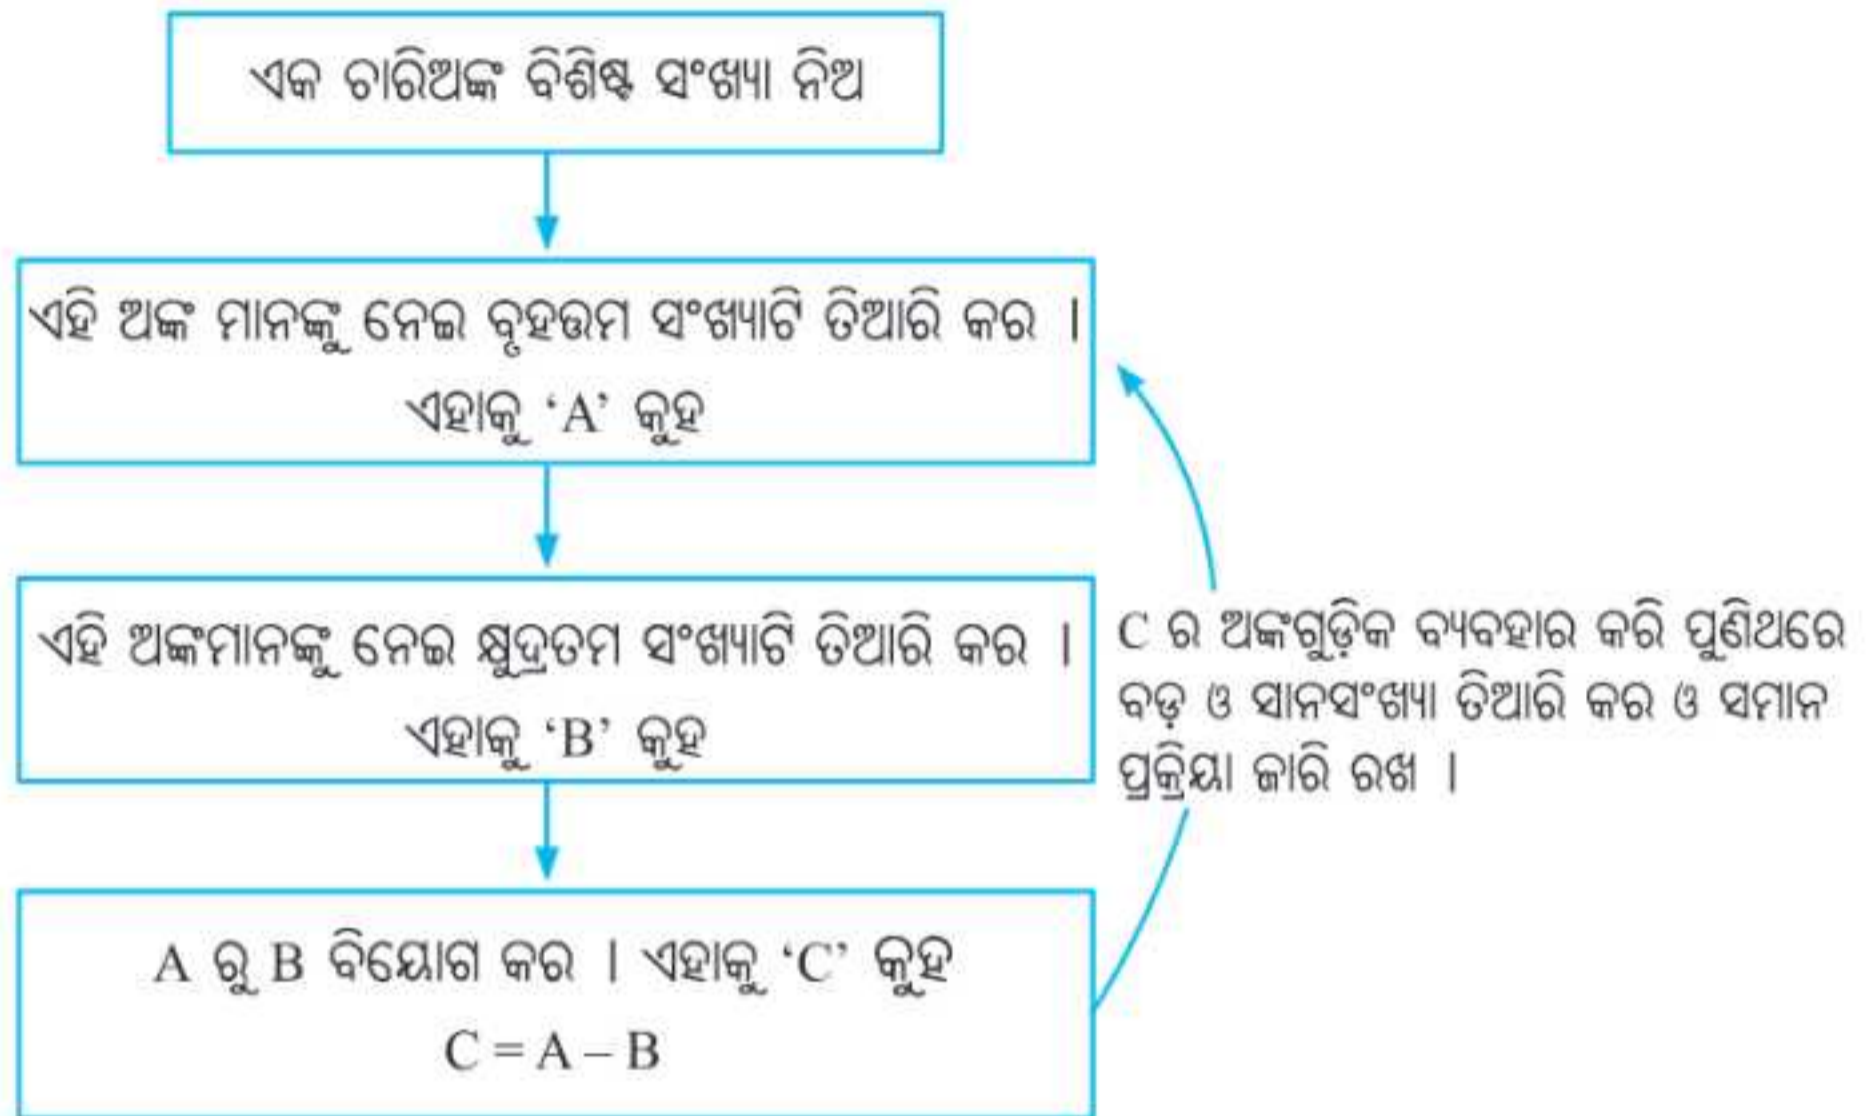 ଏକ ଚାରିଅଙ୍କ ବିଶିଷ୍ଟ ସଂଖ୍ୟା ନିଅ
ଏହି ଅଙ୍କ ମାନଙ୍କୁ ନେଇ ବୃହତ୍ତମ ସଂଖ୍ୟାଟି ତିଆରି କର ।
ଏହାକୁ ‘A’ କୁହ
ଏହି ଅଙ୍କମାନଙ୍କୁ ନେଇ କ୍ଷୁଦ୍ରତମ ସଂଖ୍ୟାଟି ତିଆରି କର ।
ଏହାକୁ ‘B’ କୁହ
A ରୁ B ବିୟୋଗ କର । ଏହାକୁ ‘C’ କୁହ
C = A – B
C ର ଅଙ୍କଗୁଡ଼ିକ ବ୍ୟବହାର କରି ପୁଣିଥରେ
ବଡ଼ ଓ ସାନସଂଖ୍ୟା ତିଆରି କର ଓ ସମାନ
ପ୍ରକ୍ରିୟା ଜାରି ରଖ ।